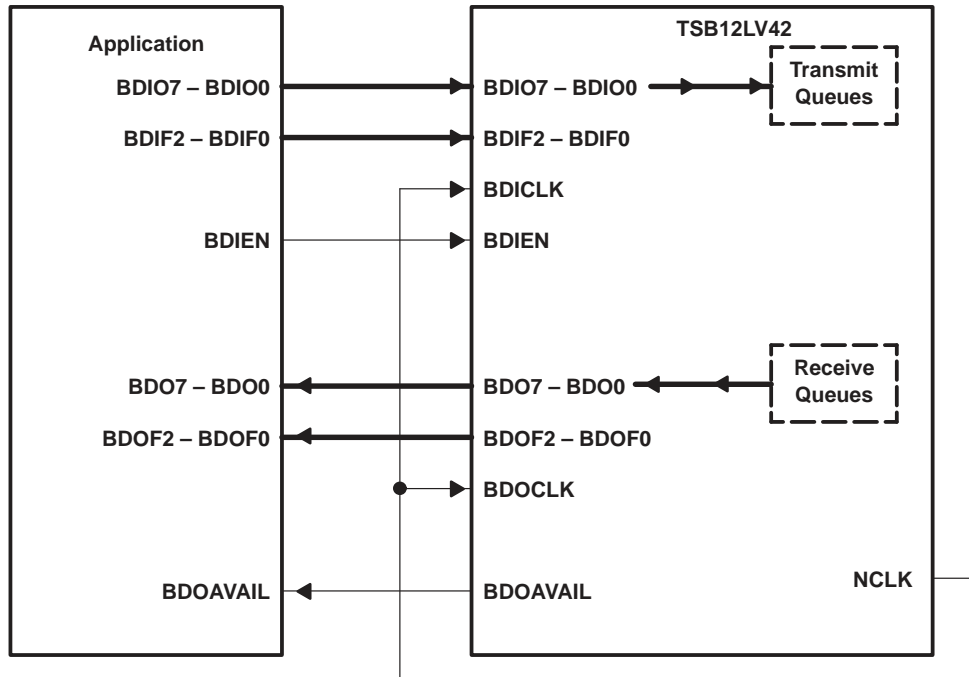 Application
TSB12LV42
BDIO7 – BDIO0
BDIO7 – BDIO0
Transmit
Queues
BDIF2 – BDIF0
BDIF2 – BDIF0
BDICLK
BDIEN
BDIEN
BDO7 – BDO0
BDO7 – BDO0
Receive
Queues
BDOF2 – BDOF0
BDOF2 – BDOF0
BDOCLK
BDOAVAIL
BDOAVAIL
NCLK